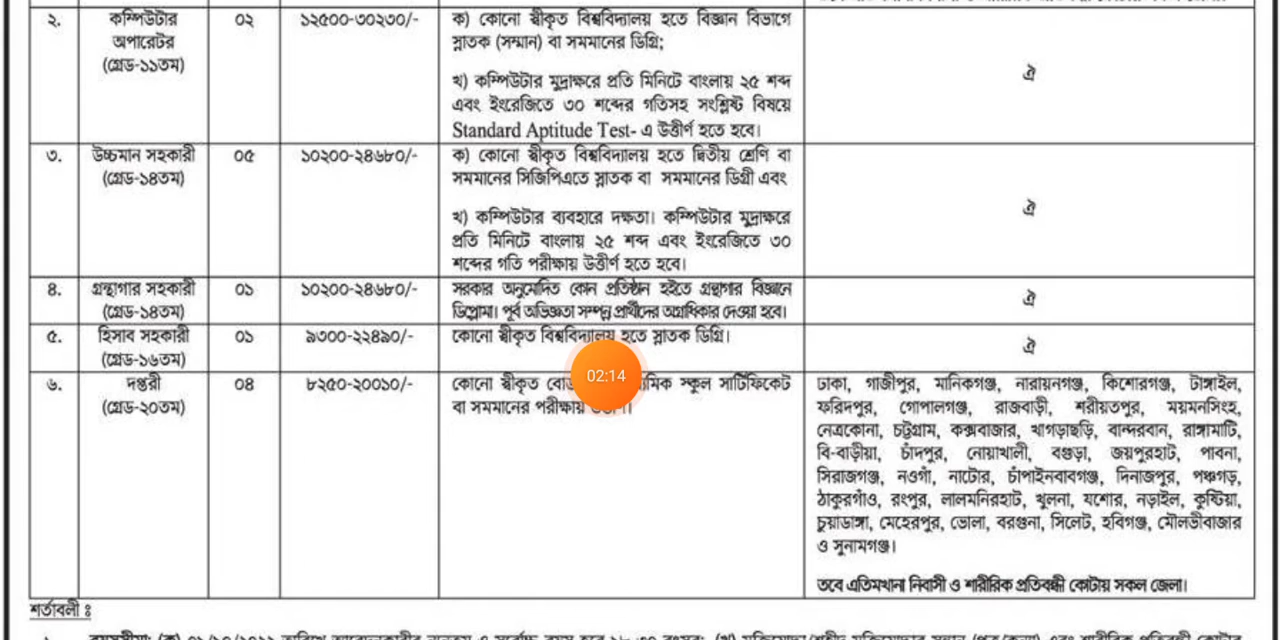 ২. কম্পিউটার অপারেটর (গ্রেড-১১তম) ০২ ১২৫০০-৩০২৩০/- ক) কোনো স্বীকৃত বিশ্ববিদ্যালয় হতে বিজ্ঞান বিভাগে
স্নাতক (সম্মান) বা সমমানের ডিগ্রি;
খ) কম্পিউটার মুদ্রাক্ষরে প্রতি মিনিটে বাংলায় ২৫ শব্দ
এবং ইংরেজিতে ৩০ শব্দের গতিসহ সংশ্লিষ্ট বিষয়ে
Standard Aptitude Test- এ উত্তীর্ণ হতে হবে।
ঐ
৩. উচ্চমান সহকারী (গ্রেড-১৪তম) ০৫ ১০২০০-২৪৬৮০/- ক) কোনো স্বীকৃত বিশ্ববিদ্যালয় হতে দ্বিতীয় শ্রেণি বা
সমমানের সিজিপিএতে স্নাতক বা সমমানের ডিগ্রী এবং
খ) কম্পিউটার ব্যবহারে দক্ষতা। কম্পিউটার মুদ্রাক্ষরে
প্রতি মিনিটে বাংলায় ২৫ শব্দ এবং ইংরেজিতে ৩০
শব্দের গতি পরীক্ষায় উত্তীর্ণ হতে হবে।
ঐ
৪. গ্রন্থাগার সহকারী (গ্রেড-১৪তম) ০১ ১০২০০-২৪৬৮০/- সরকার অনুমোদিত কোন প্রতিষ্ঠান হইতে গ্রন্থাগার বিজ্ঞানে
ডিপ্লোমা। পূর্ব অভিজ্ঞতা সম্পন্ন প্রার্থীদের অগ্রাধিকার দেওয়া হবে।
ঐ
৫. হিসাব সহকারী (গ্রেড-১৬তম) ০১ ৯৩০০-২২৪৯০/- কোনো স্বীকৃত বিশ্ববিদ্যালয় হতে স্নাতক ডিগ্রি।
ঐ
02:14
৬. দপ্তরী (গ্রেড-২০তম) ০৪ ৮২৫০-২০০১০/- কোনো স্বীকৃত স্কুল সার্টিফিকেট
বা সমমানের পরীক্ষায়
ঢাকা, গাজীপুর, মানিকগঞ্জ, নারায়নগঞ্জ, কিশোরগঞ্জ, টাঙ্গাইল,
ফরিদপুর, গোপালগঞ্জ, রাজবাড়ী, শরীয়তপুর, ময়মনসিংহ,
নেত্রকোনা, চট্টগ্রাম, কক্সবাজার, খাগড়াছড়ি, বান্দরবান, রাঙ্গামাটি,
বি-বাড়ীয়া, চাঁদপুর, নোয়াখালী, বগুড়া, জয়পুরহাট, পাবনা,
সিরাজগঞ্জ, নওগাঁ, নাটোর, চাঁপাইনবাবগঞ্জ, দিনাজপুর, পঞ্চগড়,
ঠাকুরগাঁও, রংপুর, লালমনিরহাট, খুলনা, যশোর, নড়াইল, কুষ্টিয়া,
চুয়াডাঙ্গা, মেহেরপুর, ভোলা, বরগুনা, সিলেট, হবিগঞ্জ, মৌলভীবাজার
ও সুনামগঞ্জ।
তবে এতিমখানা নিবাসী ও শারীরিক প্রতিবন্ধী কোটায় সকল জেলা।
শর্তাবলী ঃ